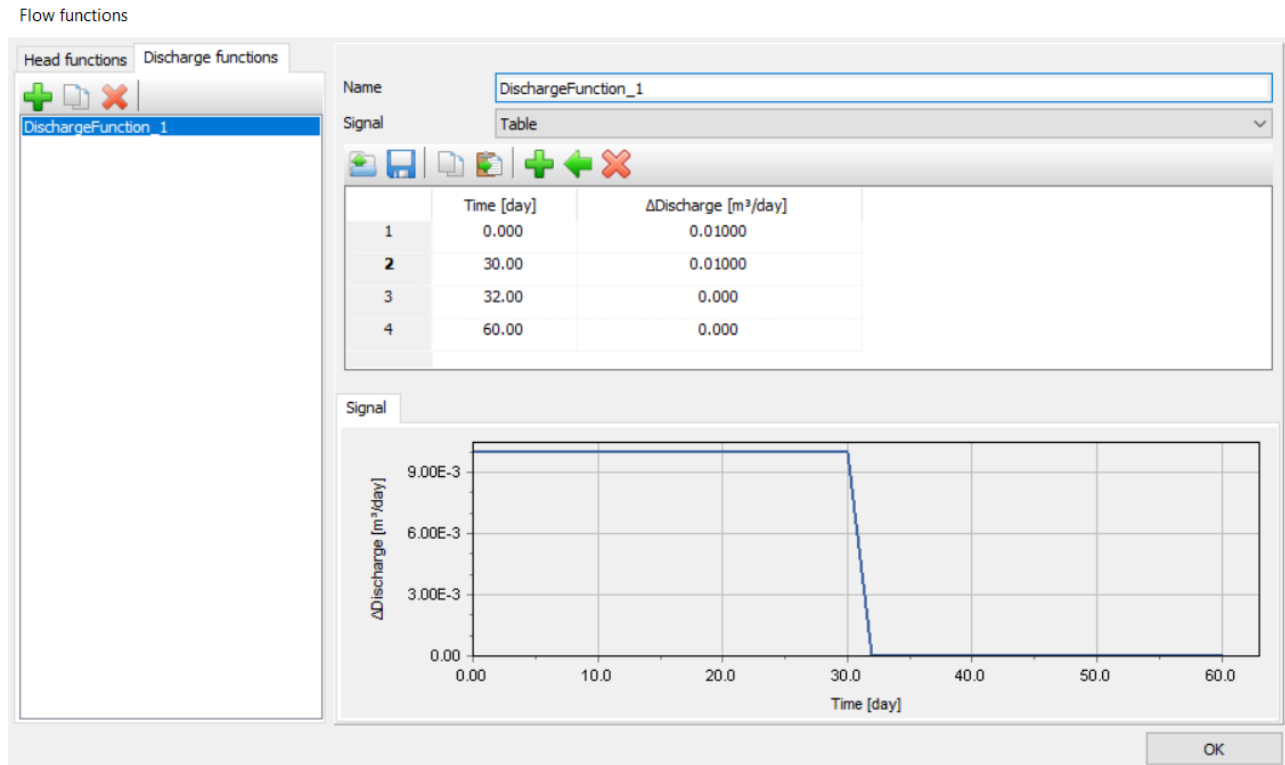 Flow functions
Head functions Discharge functions
DischargeFunction_1
Name DischargeFunction_1
Signal Table
Time [day] ΔDischarge [m³/day]
1 0.000 0.01000
2 30.00 0.01000
3 32.00 0.000
4 60.00 0.000
Signal
ΔDischarge [m³/day]
9.00E-3
6.00E-3
3.00E-3
0.00
0.00 10.0 20.0 30.0 40.0 50.0 60.0
Time [day]
OK